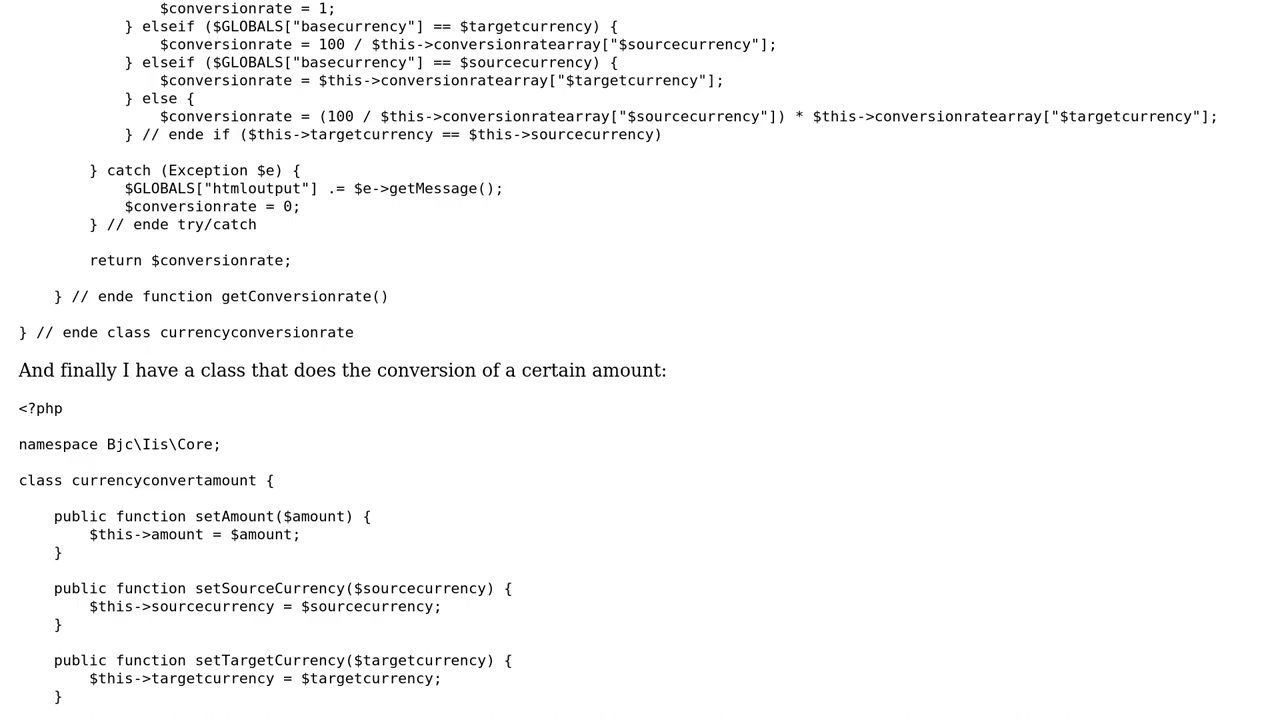 $conversionrate = 1;
} elseif ($GLOBALS["basecurrency"] == $targetcurrency) {
$conversionrate = 100 / $this->conversionratearray["$sourcecurrency"];
} elseif ($GLOBALS["basecurrency"] == $sourcecurrency) {
$conversionrate = $this->conversionratearray["$targetcurrency"];
} else {
$conversionrate = (100 / $this->conversionratearray["$sourcecurrency"]) * $this->conversionratearray["$targetcurrency"];
} // ende if ($this->targetcurrency == $this->sourcecurrency)
} catch (Exception $e) {
$GLOBALS["htmloutput"] .= $e->getMessage();
$conversionrate = 0;
} // ende try/catch
return $conversionrate;
} // ende function getConversionrate()
} // ende class currencyconversionrate
And finally I have a class that does the conversion of a certain amount:
<?php
namespace Bjc\Iis\Core;
class currencyconvertamount {
public function setAmount($amount) {
$this->amount = $amount;
}
public function setSourceCurrency($sourcecurrency) {
$this->sourcecurrency = $sourcecurrency;
}
public function setTargetCurrency($targetcurrency) {
$this->targetcurrency = $targetcurrency;
}